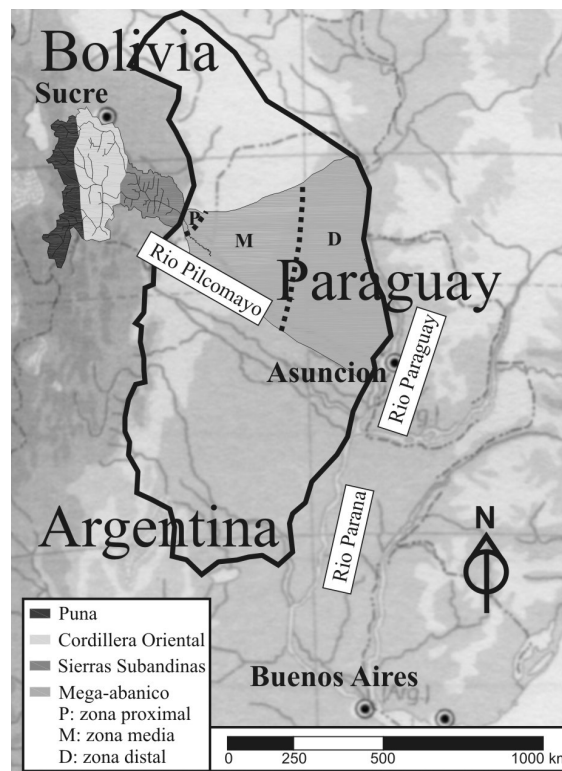 Bolivia
Sucre
P
M
D
Rio Pilcomayo
Paraguay
Asuncion
Rio Paraguay
Argentina
Rio Parana
N
Buenos Aires
Puna
Cordillera Oriental
Sierras Subandinas
Mega-abanico
P: zona proximal
M: zona media
D: zona distal
0 250 500 1000 km